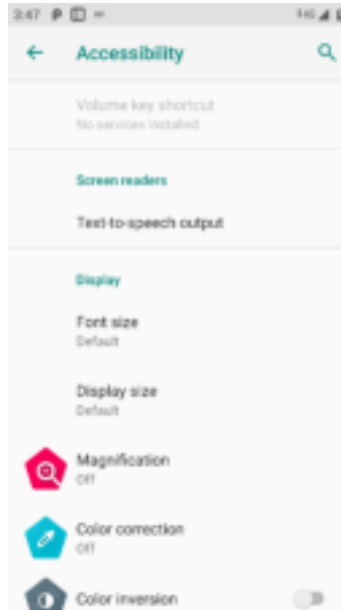 3:47
Accessibility
Volume key shortcut
No services installed
Screen readers
Text-to-speech output
Display
Font size
Default
Display size
Default
Magnification
Off
Color correction
Off
Color inversion